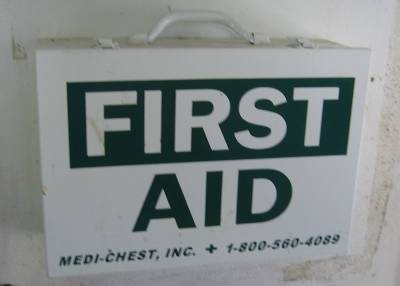 FIRST
AID
MEDI-CHEST, INC. + 1-800-560-4089